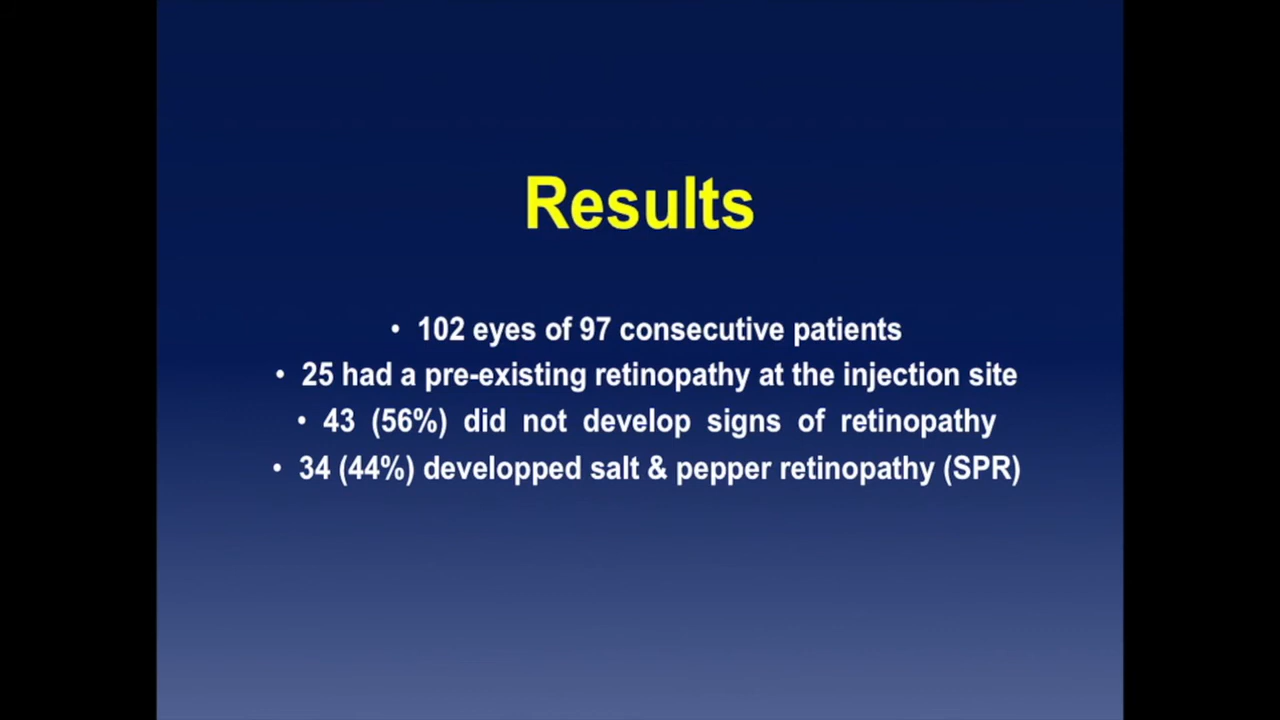 Results
• 102 eyes of 97 consecutive patients
• 25 had a pre-existing retinopathy at the injection site
• 43 (56%) did not develop signs of retinopathy
• 34 (44%) developped salt & pepper retinopathy (SPR)